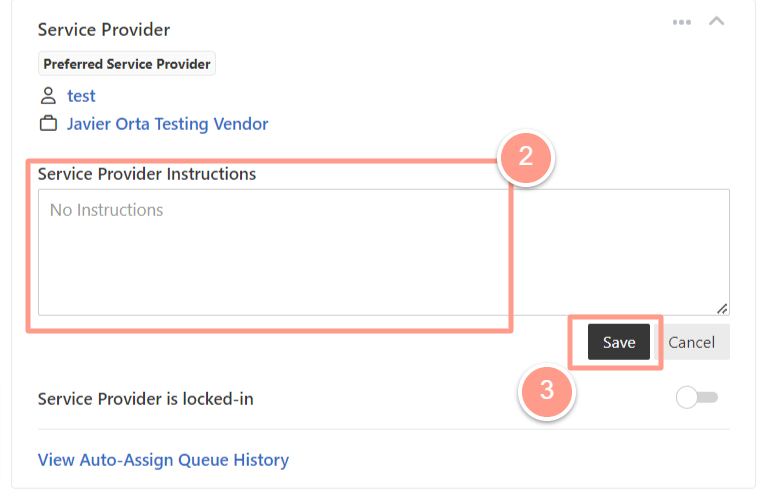 Service Provider
Preferred Service Provider
test
Javier Orta Testing Vendor
2
Service Provider Instructions
No Instructions
Save Cancel
3
Service Provider is locked-in
View Auto-Assign Queue History